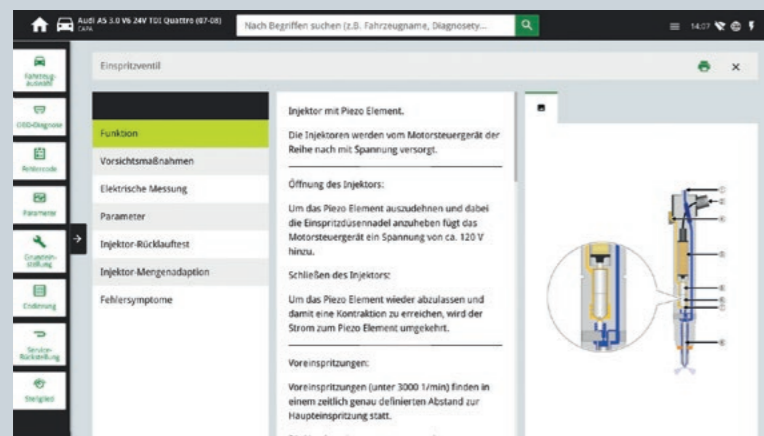 Audi A5 3.0 V6 24V TDI Quattro (07-08)
CAPA
Nach Begriffen suchen (z.B. Fahrzeugname, Diagnosety...
14:07
Fahrzeug-
auswahl
OBD-Diagnose
Fehlercode
Parameter
Grundein-
stellung
Codierung
Service-
Rückstellung
Stellglied
Einspritzventil
Funktion
Vorsichtsmaßnahmen
Elektrische Messung
Parameter
Injektor-Rücklauftest
Injektor-Mengenadaption
Fehlersymptome
Injektor mit Piezo Element.
Die Injektoren werden vom Motorsteuergerät der
Reihe nach mit Spannung versorgt.
Öffnung des Injektors:
Um das Piezo Element auszudehnen und dabei
die Einspritzdüsennadel anzuheben fügt das
Motorsteuergerät ein Spannung von ca. 120 V
hinzu.
Schließen des Injektors:
Um das Piezo Element wieder abzulassen und
damit eine Kontraktion zu erreichen, wird der
Strom zum Piezo Element umgekehrt.
Voreinspritzungen:
Voreinspritzungen (unter 3000 1/min) finden in
einem zeitlich genau definierten Abstand zur
Haupteinspritzung statt.